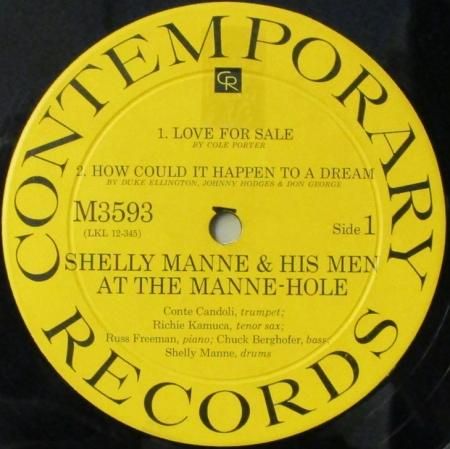 CONTEMPORARY RECORDS
CR
1. LOVE FOR SALE
BY COLE PORTER
2. HOW COULD IT HAPPEN TO A DREAM
BY DUKE ELLINGTON, JOHNNY HODGES & DON GEORGE
M3593
(LKL 12-345)
Side 1
SHELLY MANNE & HIS MEN
AT THE MANNE-HOLE
Conte Candoli, trumpet;
Richie Kamuca, tenor sax;
Russ Freeman, piano; Chuck Berghofer, bass;
Shelly Manne, drums